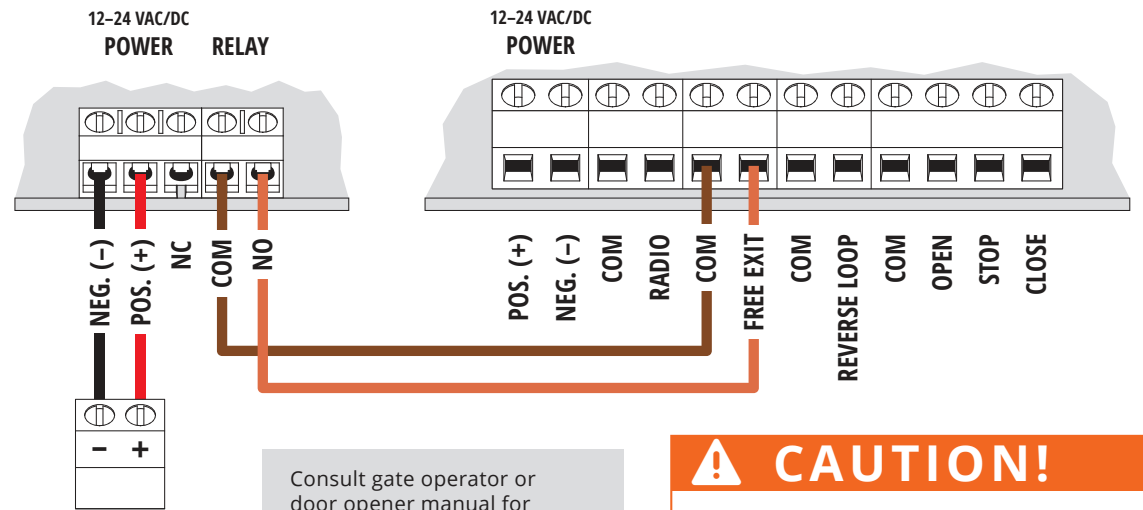 12–24 VAC/DC
POWER RELAY
12–24 VAC/DC
POWER
NEG. (–)
POS. (+)
NC
COM
NO
POS. (+)
NEG. (–)
COM
RADIO
COM
FREE EXIT
COM
REVERSE LOOP
COM
OPEN
STOP
CLOSE
– +
Consult gate operator or
door opener manual for
CAUTION!